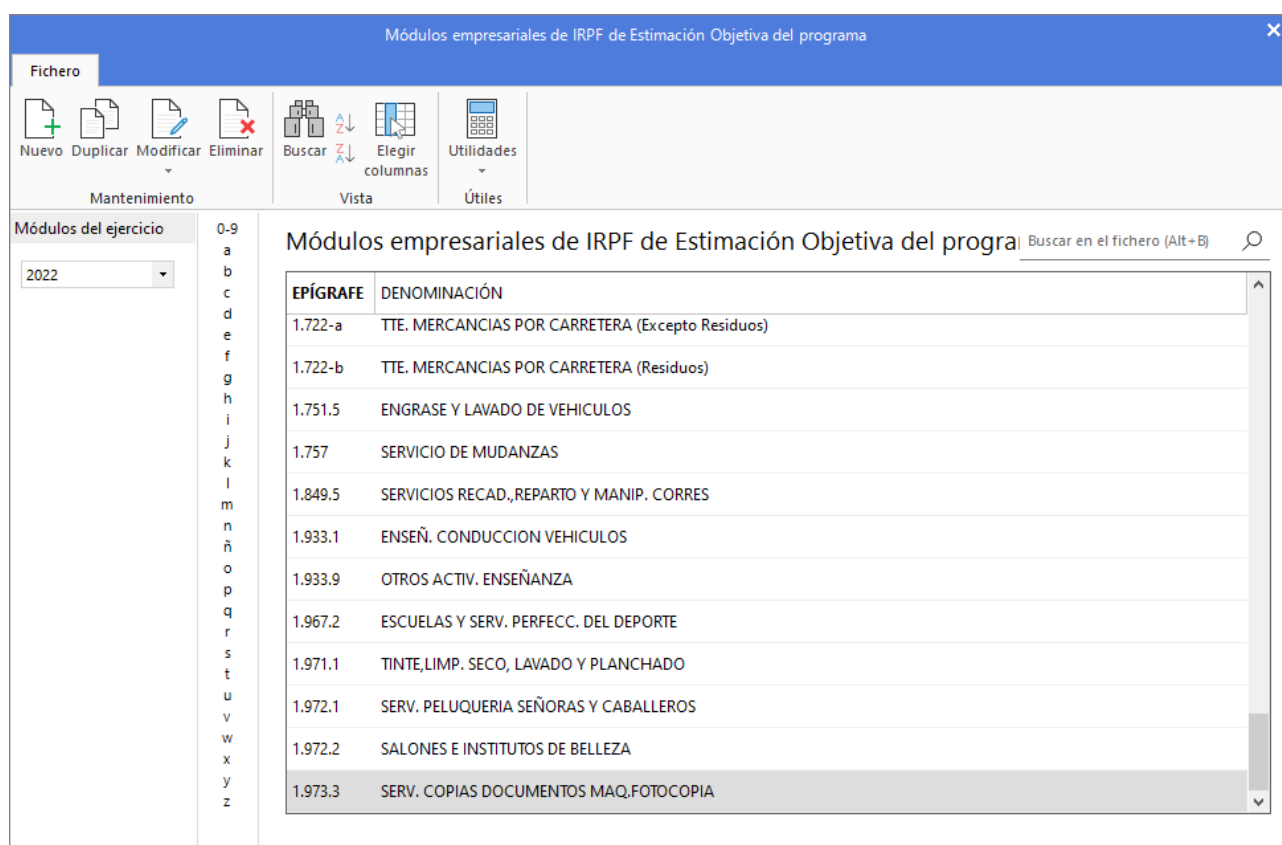 Módulos empresariales de IRPF de Estimación Objetiva del programa
Fichero
Nuevo Duplicar Modificar Eliminar
Mantenimiento
Buscar
A Z
Z A
Elegir columnas
Vista
Utilidades
Útiles
Módulos del ejercicio
2022
0-9
a
b
c
d
e
f
g
h
i
j
k
l
m
n
ñ
o
p
q
r
s
t
u
v
w
x
y
z
Módulos empresariales de IRPF de Estimación Objetiva del progra
Buscar en el fichero (Alt+B)
EPÍGRAFE DENOMINACIÓN
1.722-a TTE. MERCANCIAS POR CARRETERA (Excepto Residuos)
1.722-b TTE. MERCANCIAS POR CARRETERA (Residuos)
1.751.5 ENGRASE Y LAVADO DE VEHICULOS
1.757 SERVICIO DE MUDANZAS
1.849.5 SERVICIOS RECAD.,REPARTO Y MANIP. CORRES
1.933.1 ENSEÑ. CONDUCCION VEHICULOS
1.933.9 OTROS ACTIV. ENSEÑANZA
1.967.2 ESCUELAS Y SERV. PERFECC. DEL DEPORTE
1.971.1 TINTE,LIMP. SECO, LAVADO Y PLANCHADO
1.972.1 SERV. PELUQUERIA SEÑORAS Y CABALLEROS
1.972.2 SALONES E INSTITUTOS DE BELLEZA
1.973.3 SERV. COPIAS DOCUMENTOS MAQ.FOTOCOPIA